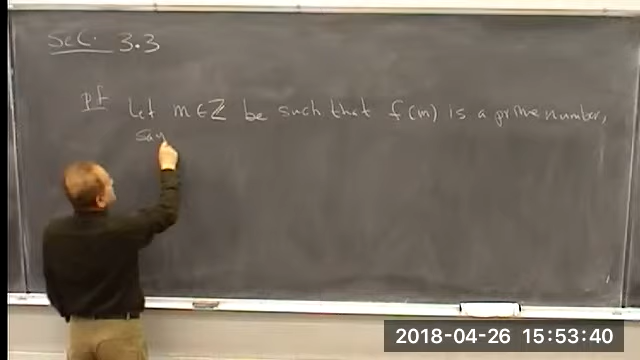 Sec. 3.3
pf Let m ∈ ℤ be such that f(m) is a prime number,
say
2018-04-26 15:53:40